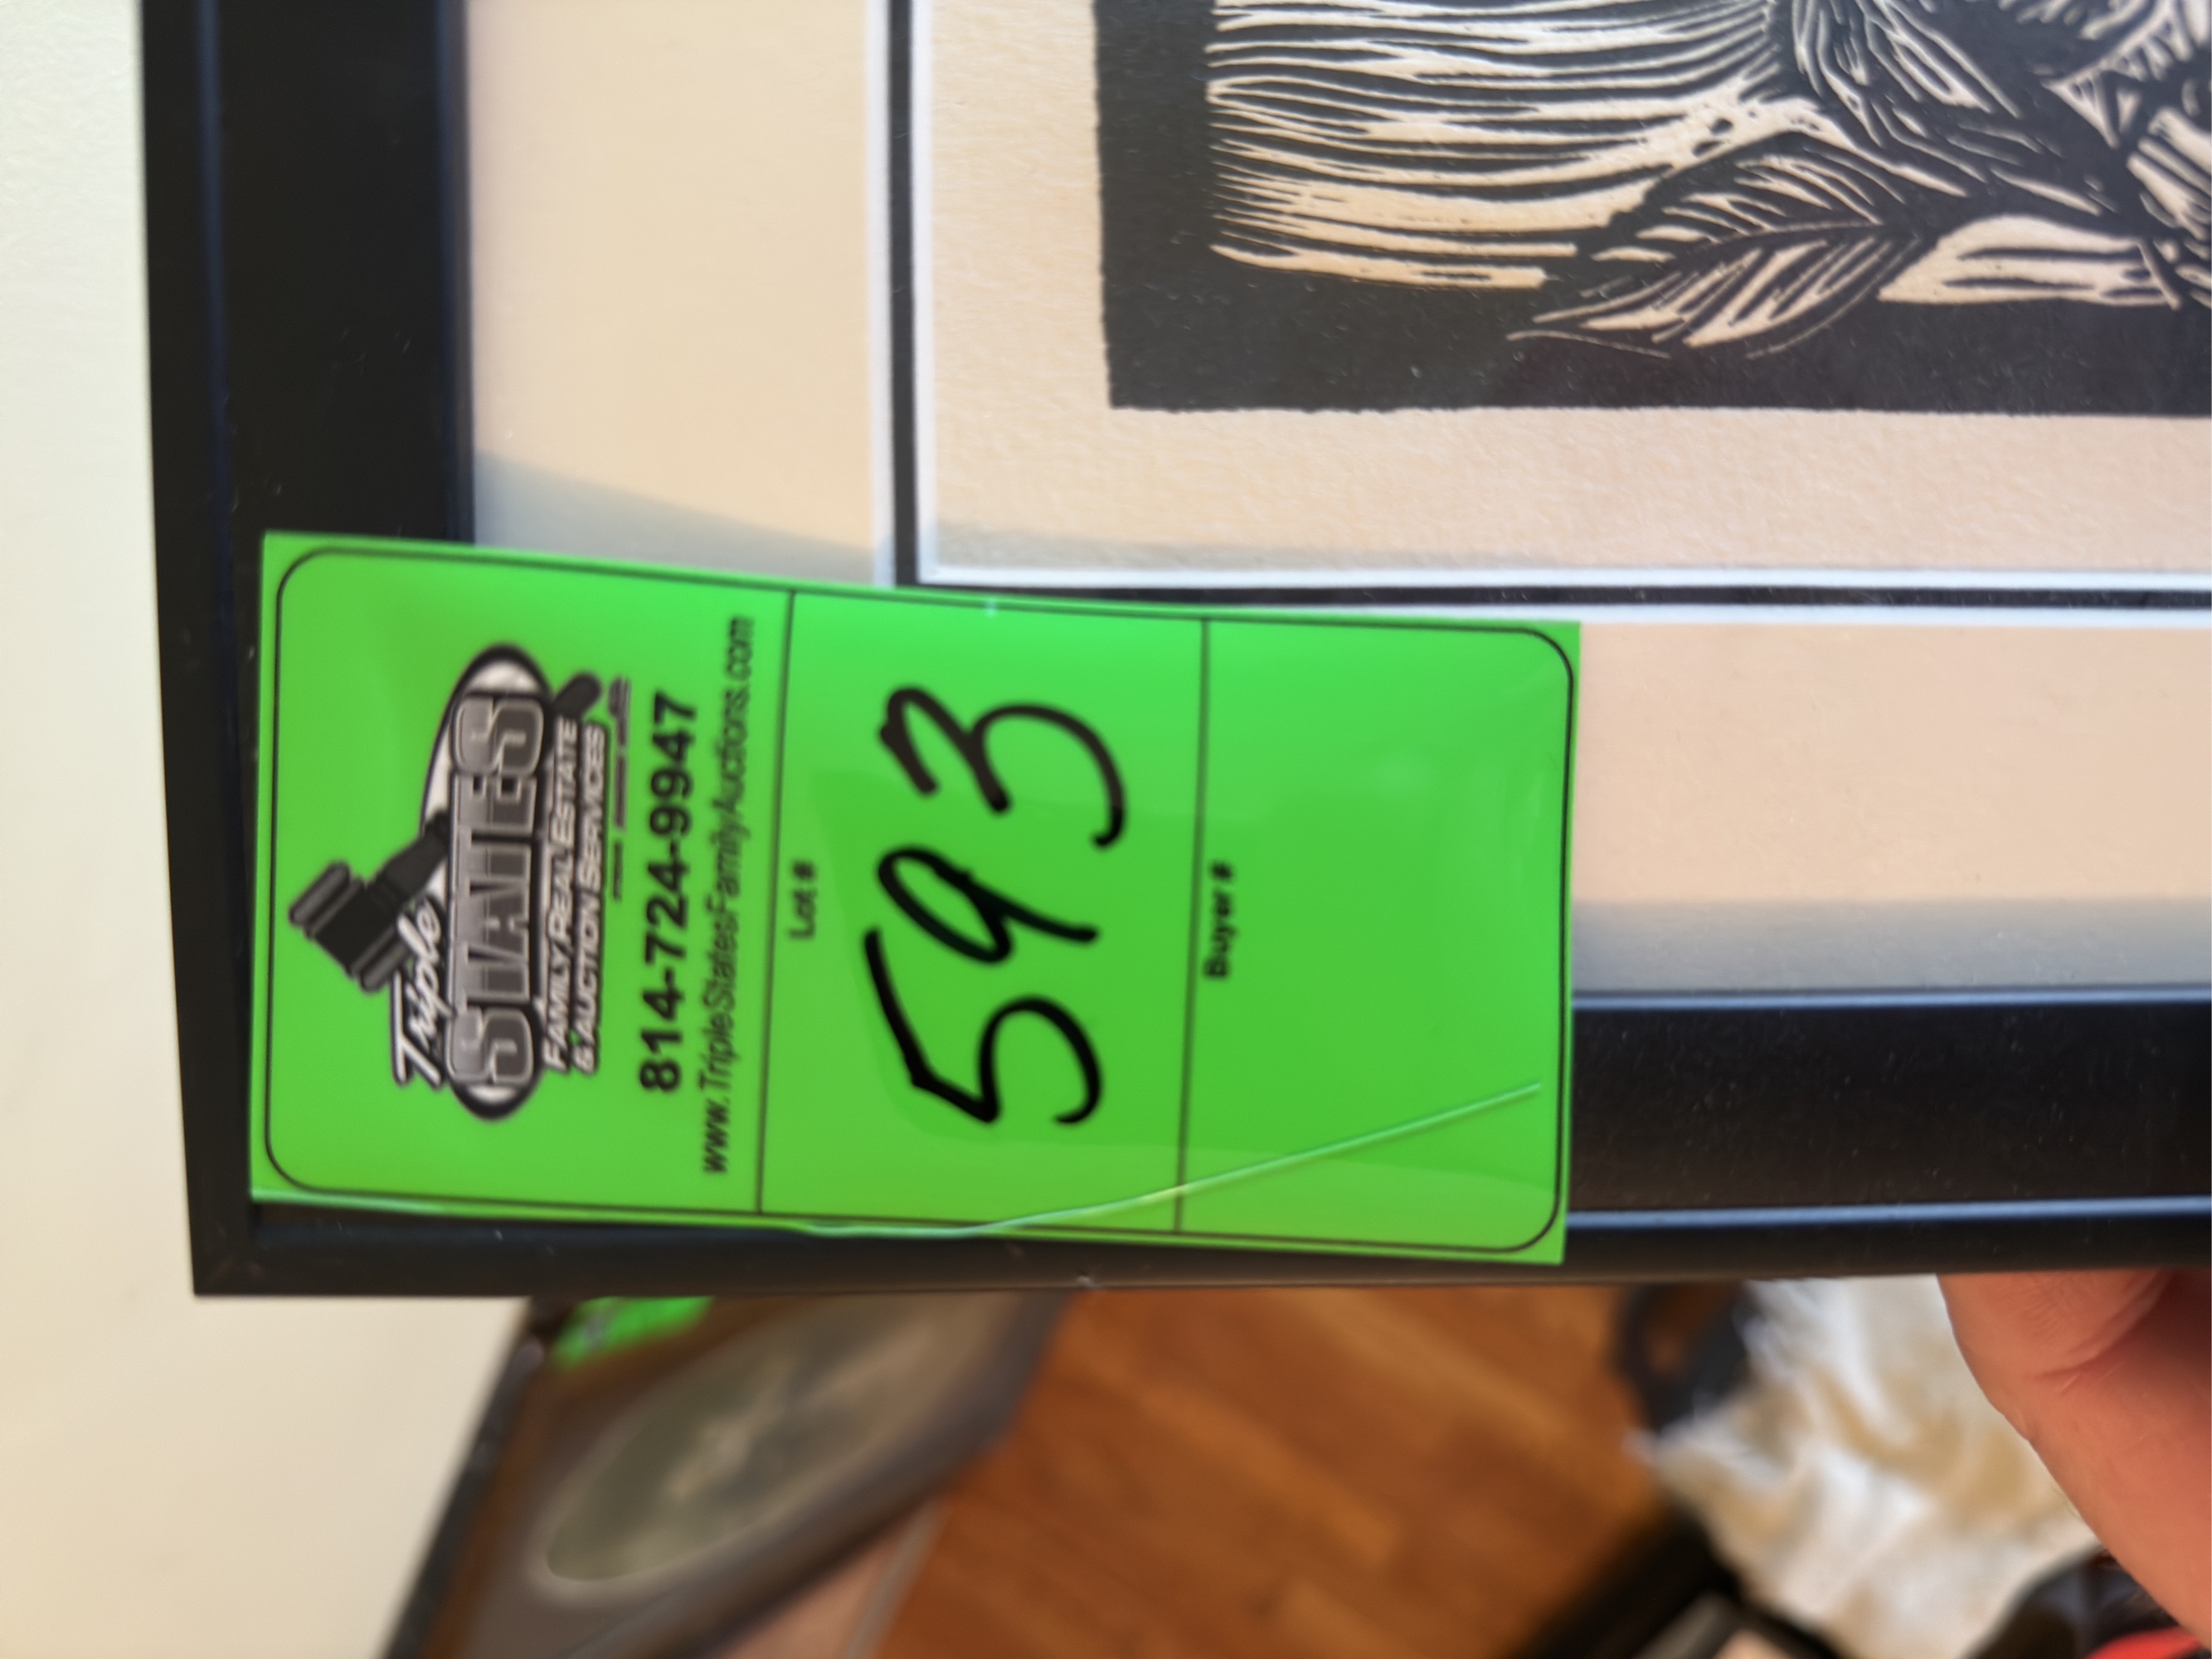 Triple
STATES
FAMILY REAL ESTATE
& AUCTION SERVICES
814-724-9947
www.TripleStatesFamilyAuctions.com
Lot #
593
Buyer #